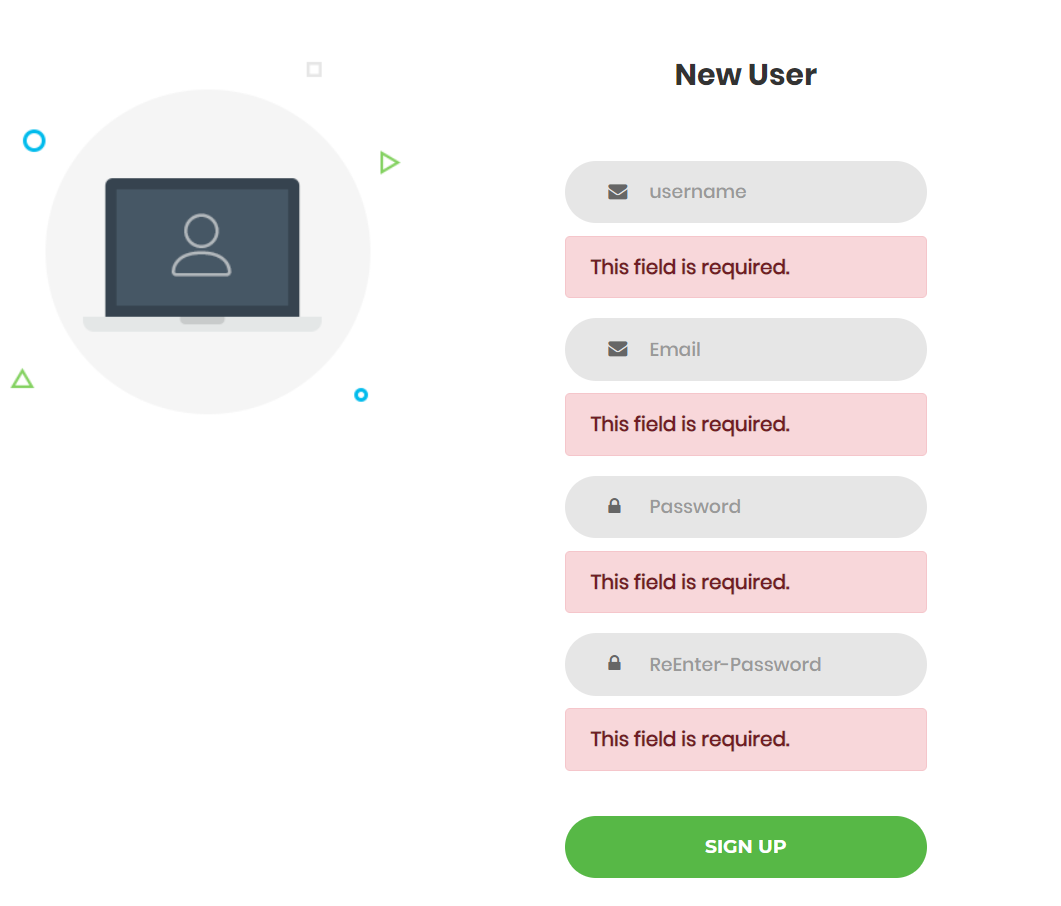 New User
username
This field is required.
Email
This field is required.
Password
This field is required.
ReEnter-Password
This field is required.
SIGN UP